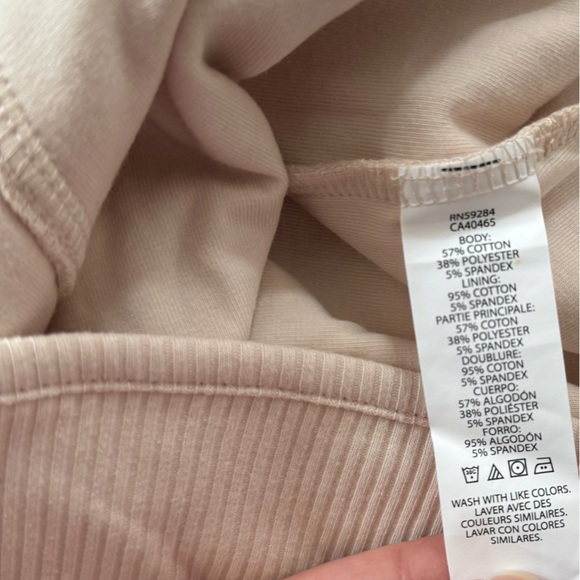 RN59284
CA40465
BODY:
57% COTTON
38% POLYESTER
5% SPANDEX
LINING:
95% COTTON
5% SPANDEX
PARTIE PRINCIPALE:
57% COTON
38% POLYESTER
5% SPANDEX
DOUBLURE:
95% COTON
5% SPANDEX
CUERPO:
57% ALGODÓN
38% POLIÉSTER
5% SPANDEX
FORRO:
95% ALGODÓN
5% SPANDEX
WASH WITH LIKE COLORS.
LAVER AVEC DES
COULEURS SIMILAIRES.
LAVAR CON COLORES
SIMILARES.